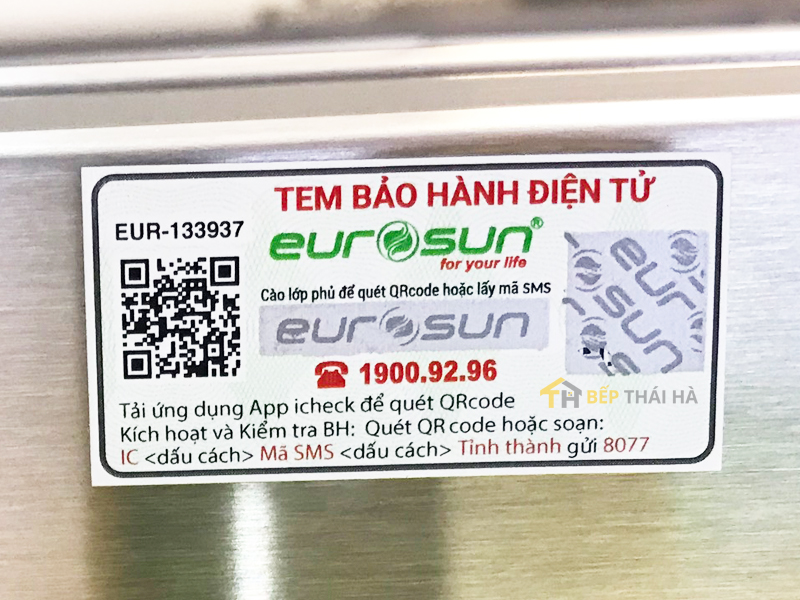 TEM BẢO HÀNH ĐIỆN TỬ
EUR-133937
eurosun®
for your life
Cào lớp phủ để quét QRcode hoặc lấy mã SMS
eurosun
eurosun
1900.92.96
TH BẾP THÁI HÀ
Tải ứng dụng App icheck để quét QRcode
Kích hoạt và Kiểm tra BH: Quét QR code hoặc soạn:
IC <dấu cách> Mã SMS <dấu cách> Tỉnh thành gửi 8077